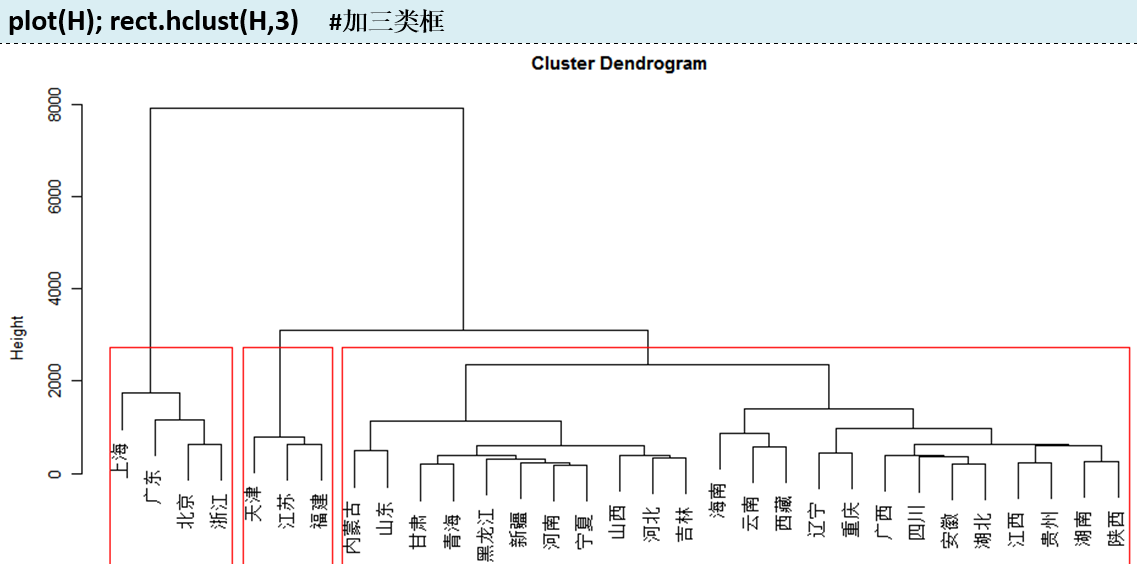 plot(H); rect.hclust(H,3) #加三类框
Cluster Dendrogram
Height
8000
6000
4000
2000
0
上海
广东
北京
浙江
天津
江苏
福建
内蒙古
山东
甘肃
青海
黑龙江
新疆
河南
宁夏
山西
河北
吉林
海南
云南
西藏
辽宁
重庆
广西
四川
安徽
湖北
江西
贵州
湖南
陕西